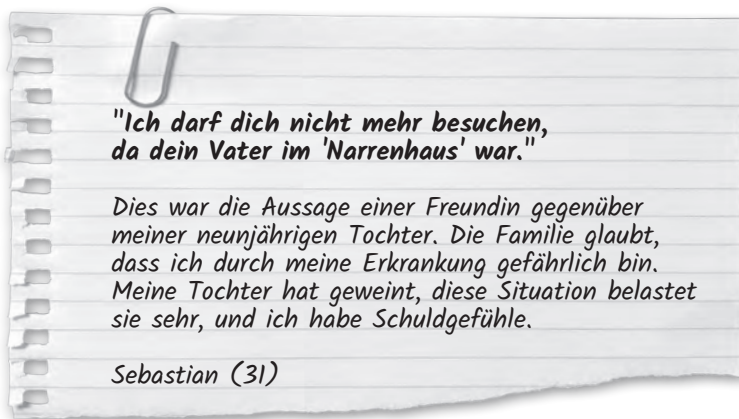 "Ich darf dich nicht mehr besuchen,
da dein Vater im 'Narrenhaus' war."
Dies war die Aussage einer Freundin gegenüber
meiner neunjährigen Tochter. Die Familie glaubt,
dass ich durch meine Erkrankung gefährlich bin.
Meine Tochter hat geweint, diese Situation belastet
sie sehr, und ich habe Schuldgefühle.
Sebastian (31)